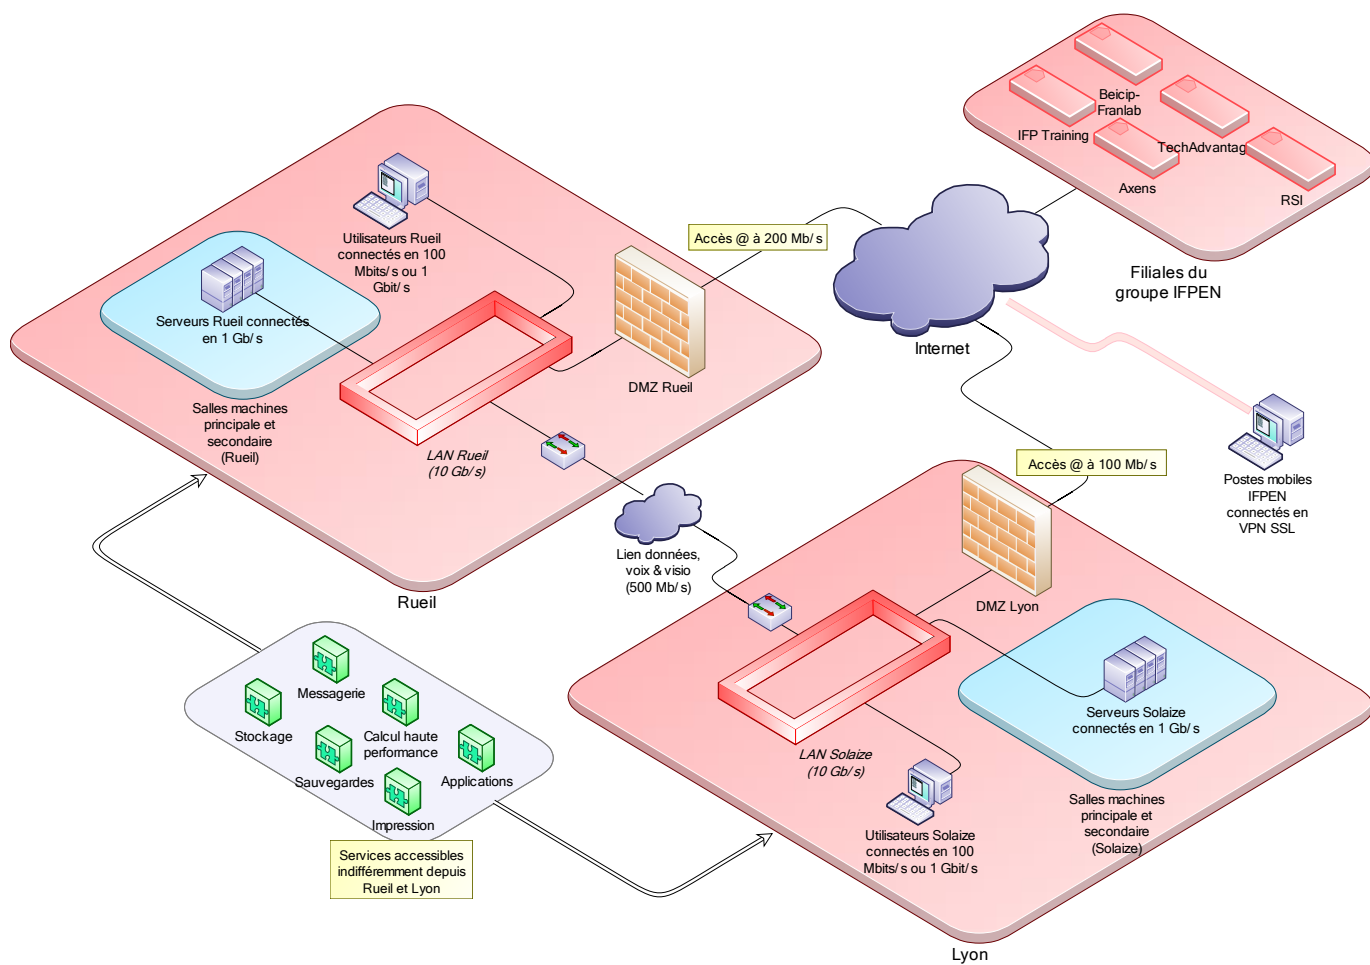 Beicip-
Franlab
IFP Training
TechAdvantag
Axens
RSI
Filiales du
groupe IFPEN
Accès @ à 200 Mb/s
Utilisateurs Rueil
connectés en 100
Mbits/s ou 1
Gbit/s
Serveurs Rueil connectés
en 1 Gb/s
Salles machines
principale et
secondaire
(Rueil)
LAN Rueil
(10 Gb/s)
DMZ Rueil
Internet
Rueil
Accès @ à 100 Mb/s
Postes mobiles
IFPEN
connectés en
VPN SSL
Lien données,
voix & visio
(500 Mb/s)
DMZ Lyon
LAN Solaize
(10 Gb/s)
Serveurs Solaize
connectés en 1 Gb/s
Salles machines
principale et
secondaire
(Solaize)
Utilisateurs Solaize
connectés en 100
Mbits/s ou 1 Gbit/s
Lyon
Messagerie
Stockage
Calcul haute
performance
Sauvegardes
Applications
Impression
Services accessibles
indifféremment depuis
Rueil et Lyon